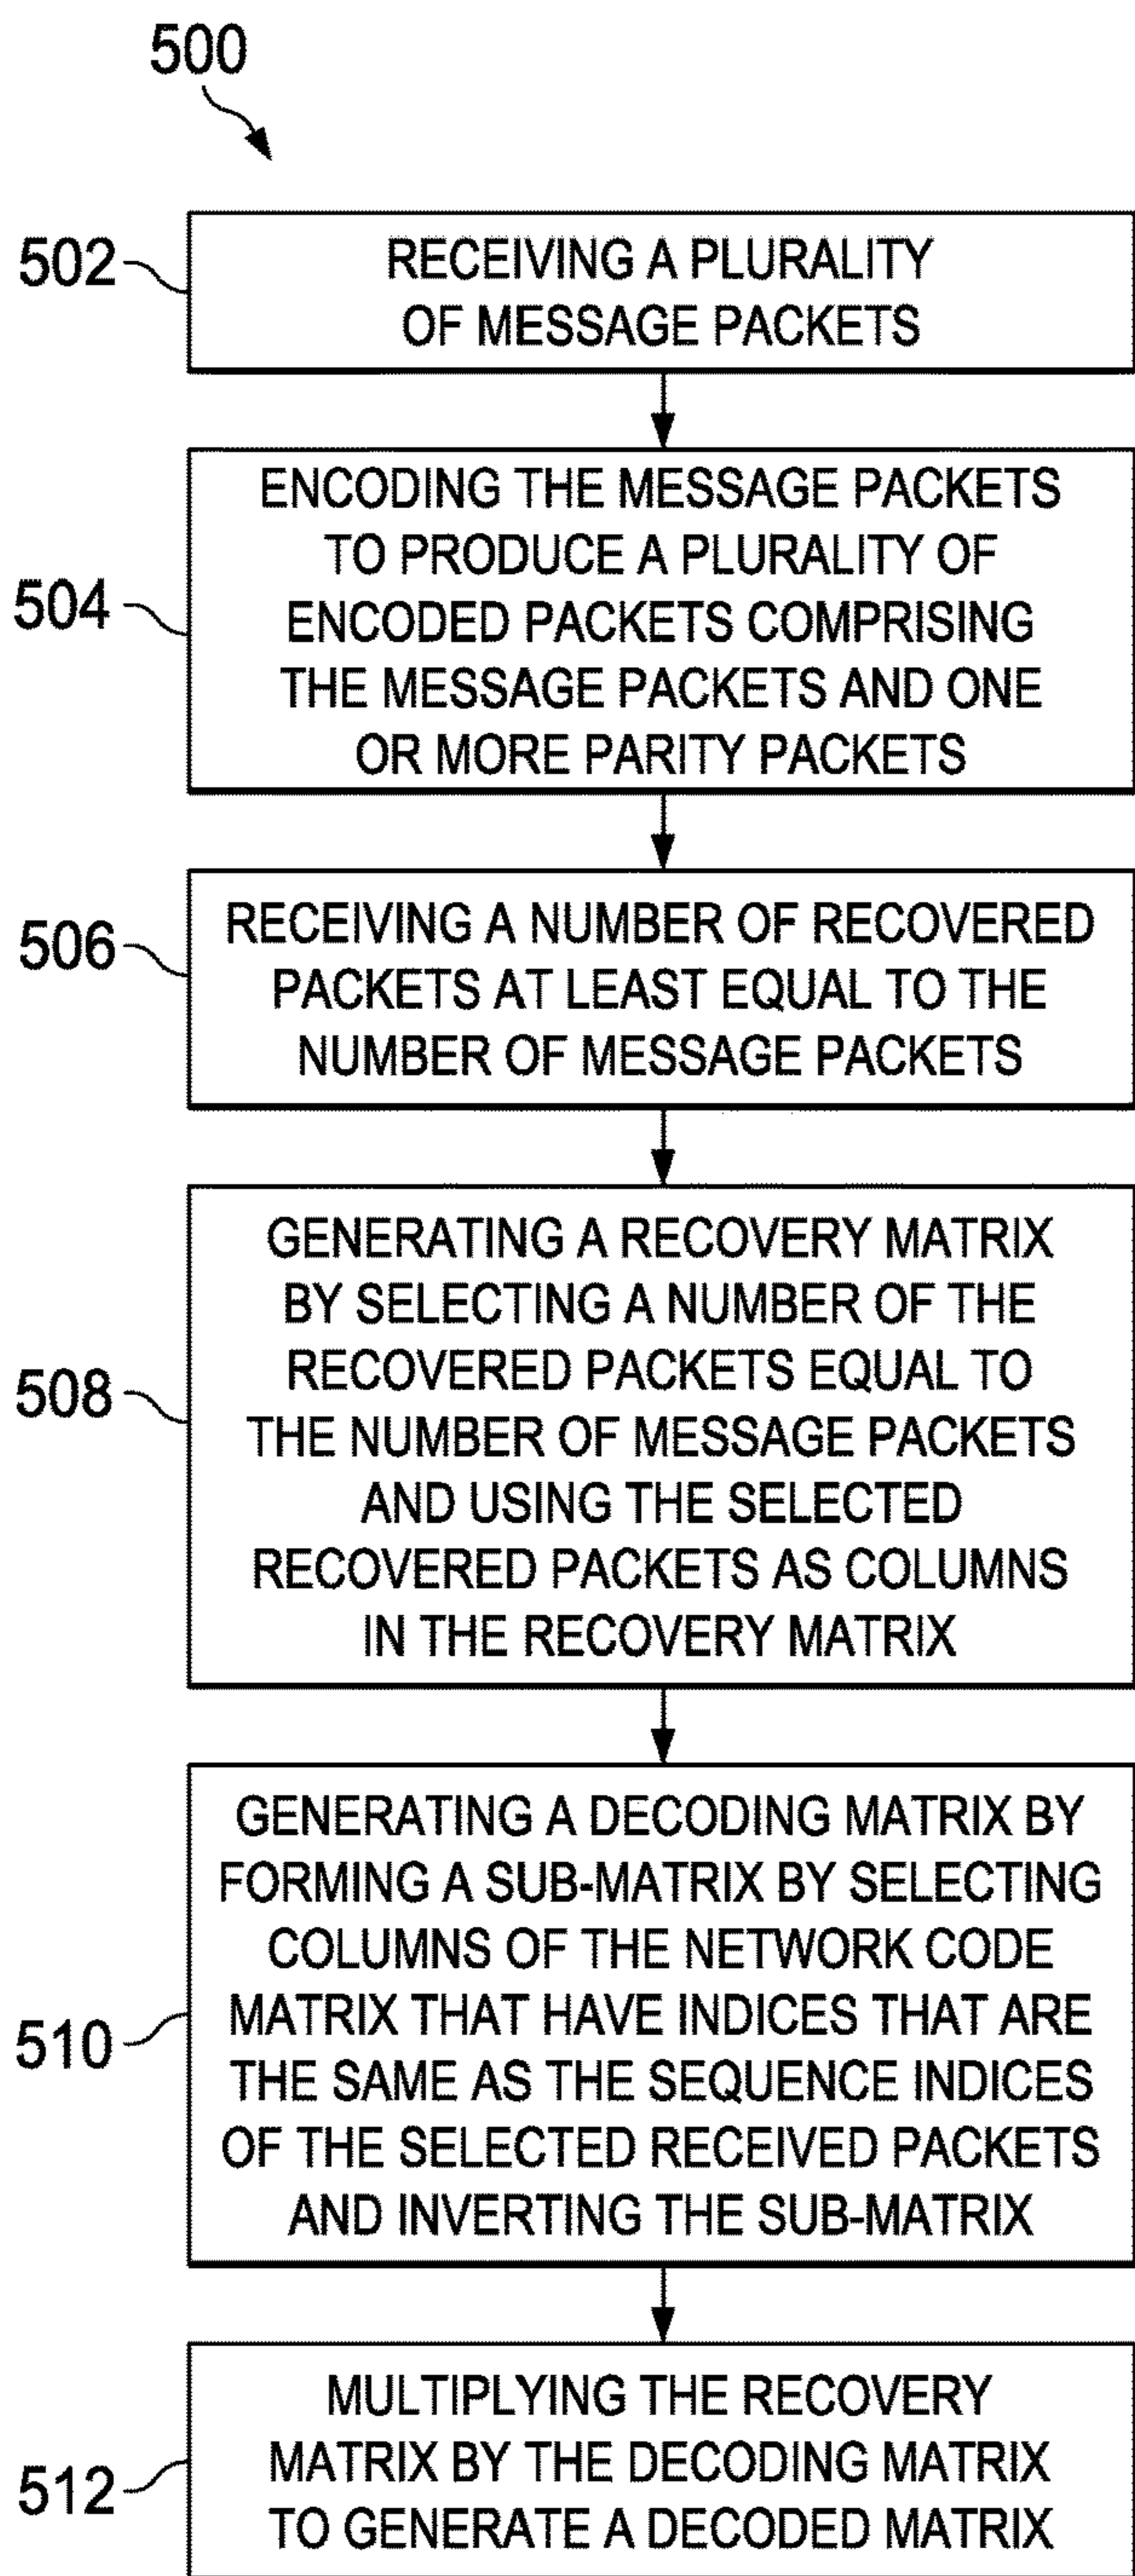 500
502
RECEIVING A PLURALITY
OF MESSAGE PACKETS
504
ENCODING THE MESSAGE PACKETS
TO PRODUCE A PLURALITY OF
ENCODED PACKETS COMPRISING
THE MESSAGE PACKETS AND ONE
OR MORE PARITY PACKETS
506
RECEIVING A NUMBER OF RECOVERED
PACKETS AT LEAST EQUAL TO THE
NUMBER OF MESSAGE PACKETS
508
GENERATING A RECOVERY MATRIX
BY SELECTING A NUMBER OF THE
RECOVERED PACKETS EQUAL TO
THE NUMBER OF MESSAGE PACKETS
AND USING THE SELECTED
RECOVERED PACKETS AS COLUMNS
IN THE RECOVERY MATRIX
510
GENERATING A DECODING MATRIX BY
FORMING A SUB-MATRIX BY SELECTING
COLUMNS OF THE NETWORK CODE
MATRIX THAT HAVE INDICES THAT ARE
THE SAME AS THE SEQUENCE INDICES
OF THE SELECTED RECEIVED PACKETS
AND INVERTING THE SUB-MATRIX
512
MULTIPLYING THE RECOVERY
MATRIX BY THE DECODING MATRIX
TO GENERATE A DECODED MATRIX